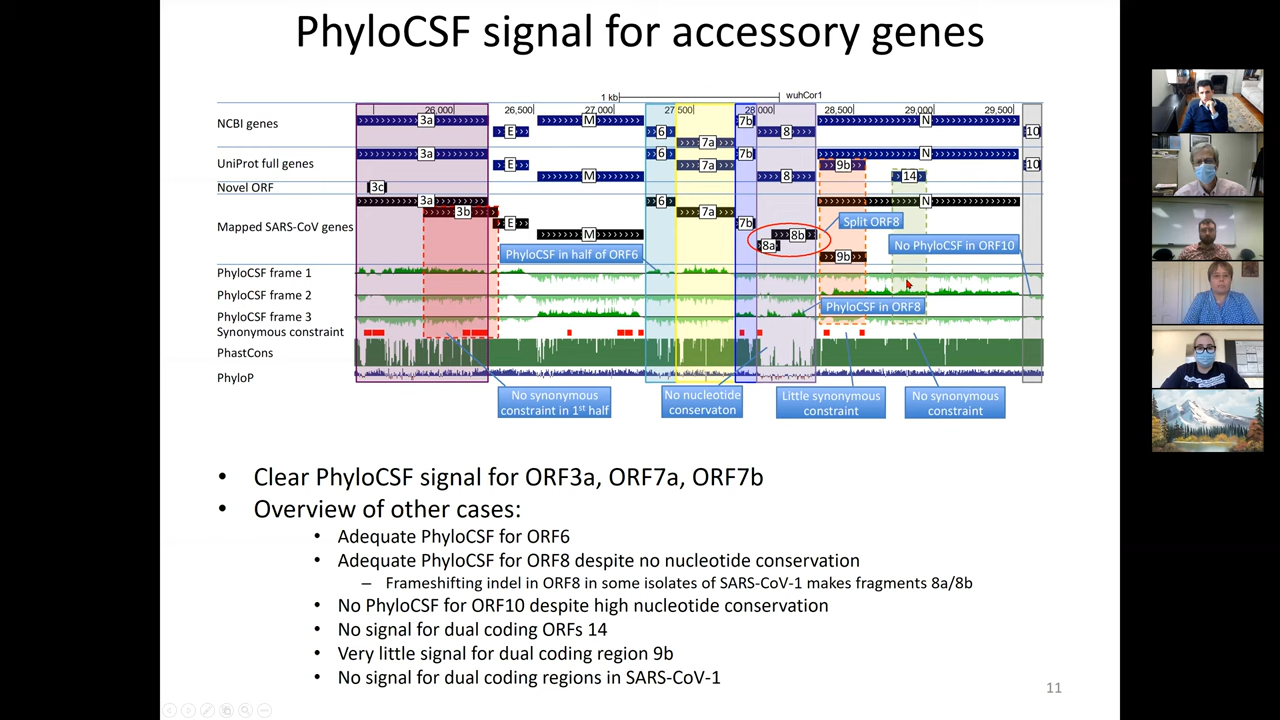 PhyloCSF signal for accessory genes
1 kb
wuhCor1
26,000 26,500 27,000 27,500 28,000 28,500 29,000 29,500
NCBI genes
3a E M 6 7a 7b 8 N 10
UniProt full genes
3a E M 6 7a 7b 8 9b N 14 10
Novel ORF
3c
Mapped SARS-CoV genes
3a 3b E M 6 7a 7b 8a 8b 9b N
Split ORF8
PhyloCSF in half of ORF6
No PhyloCSF in ORF10
PhyloCSF frame 1
PhyloCSF frame 2
PhyloCSF in ORF8
PhyloCSF frame 3
Synonymous constraint
PhastCons
PhyloP
No synonymous
constraint in 1st half
No nucleotide
conservaton
Little synonymous
constraint
No synonymous
constraint
• Clear PhyloCSF signal for ORF3a, ORF7a, ORF7b
• Overview of other cases:
• Adequate PhyloCSF for ORF6
• Adequate PhyloCSF for ORF8 despite no nucleotide conservation
– Frameshifting indel in ORF8 in some isolates of SARS-CoV-1 makes fragments 8a/8b
• No PhyloCSF for ORF10 despite high nucleotide conservation
• No signal for dual coding ORFs 14
• Very little signal for dual coding region 9b
• No signal for dual coding regions in SARS-CoV-1
11